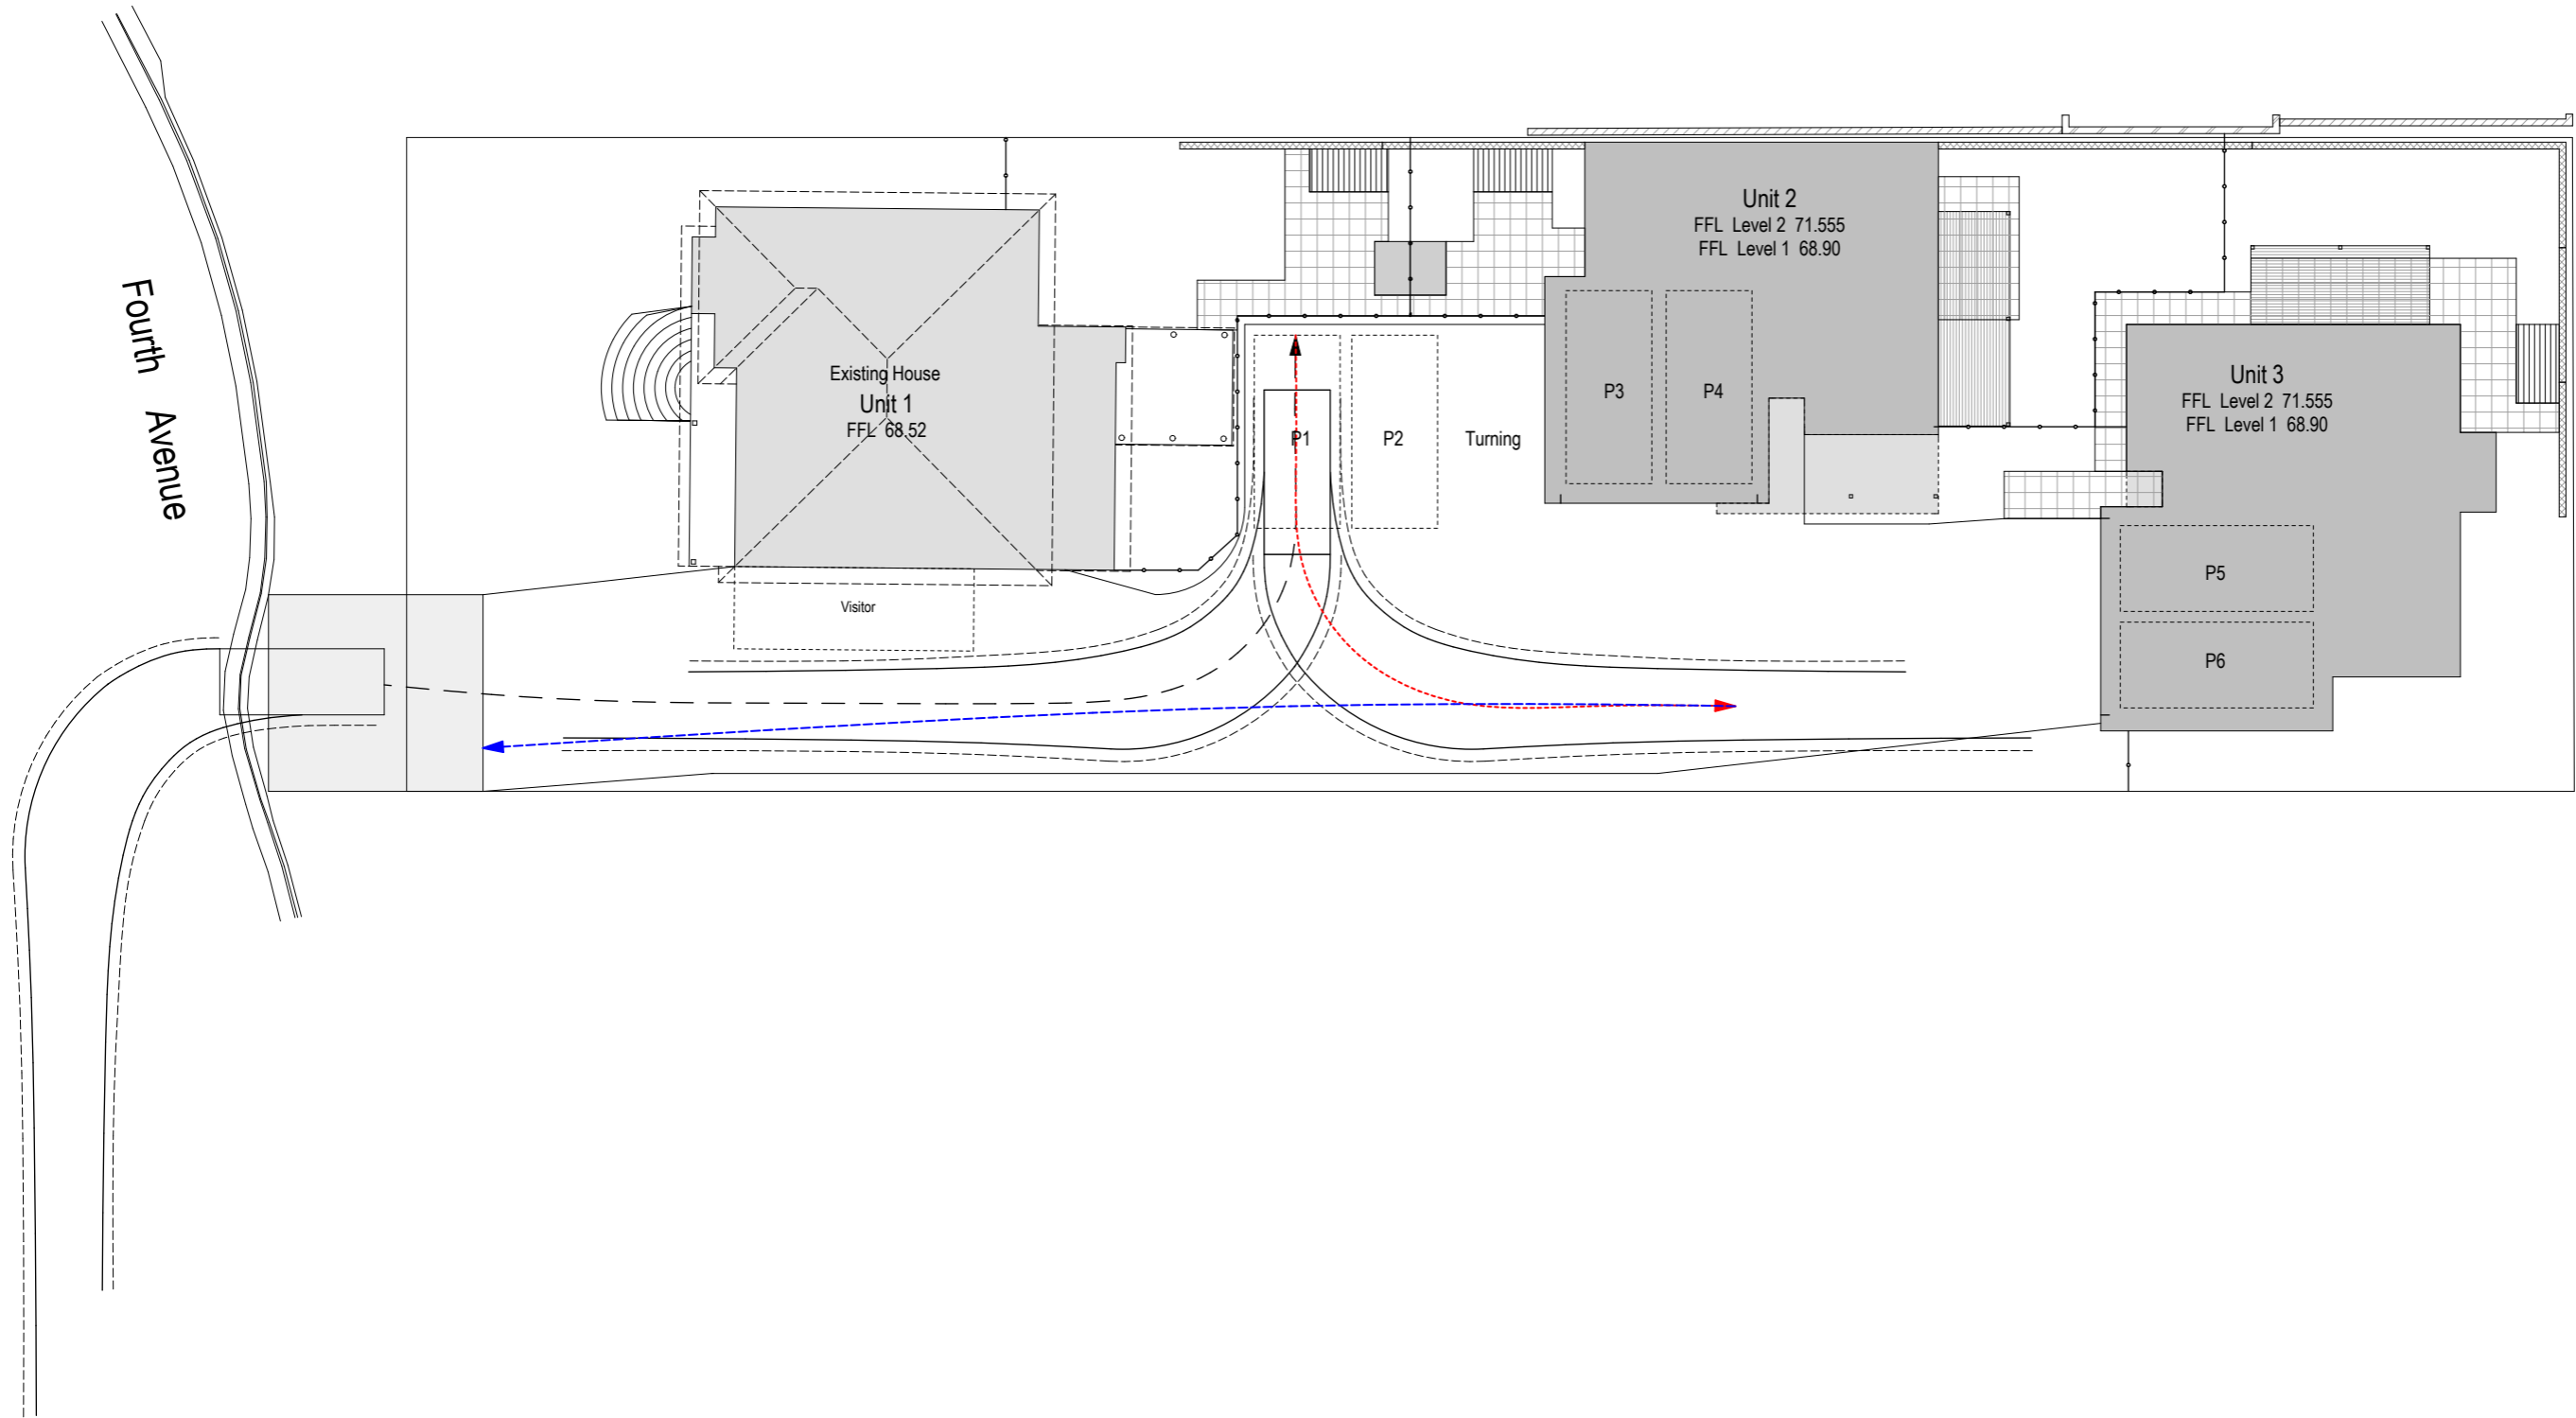 Fourth Avenue
Existing House
Unit 1
FFL 68.52
Visitor
P1
P2
Turning
Unit 2
FFL Level 2 71.555
FFL Level 1 68.90
P3
P4
Unit 3
FFL Level 2 71.555
FFL Level 1 68.90
P5
P6